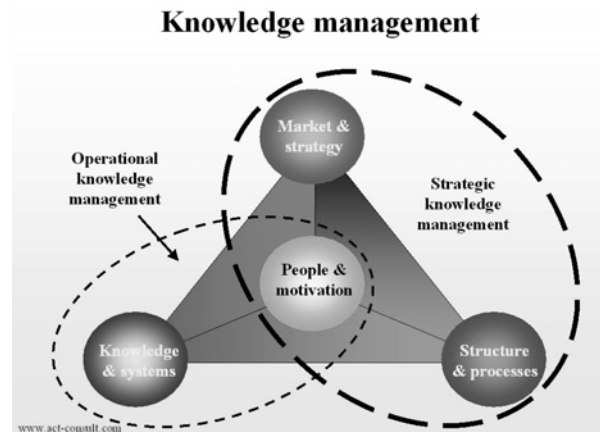 Knowledge management
Market &
strategy
Operational
knowledge
management
Strategic
knowledge
management
People &
motivation
Knowledge
& systems
Structure
& processes
www.act-consult.com